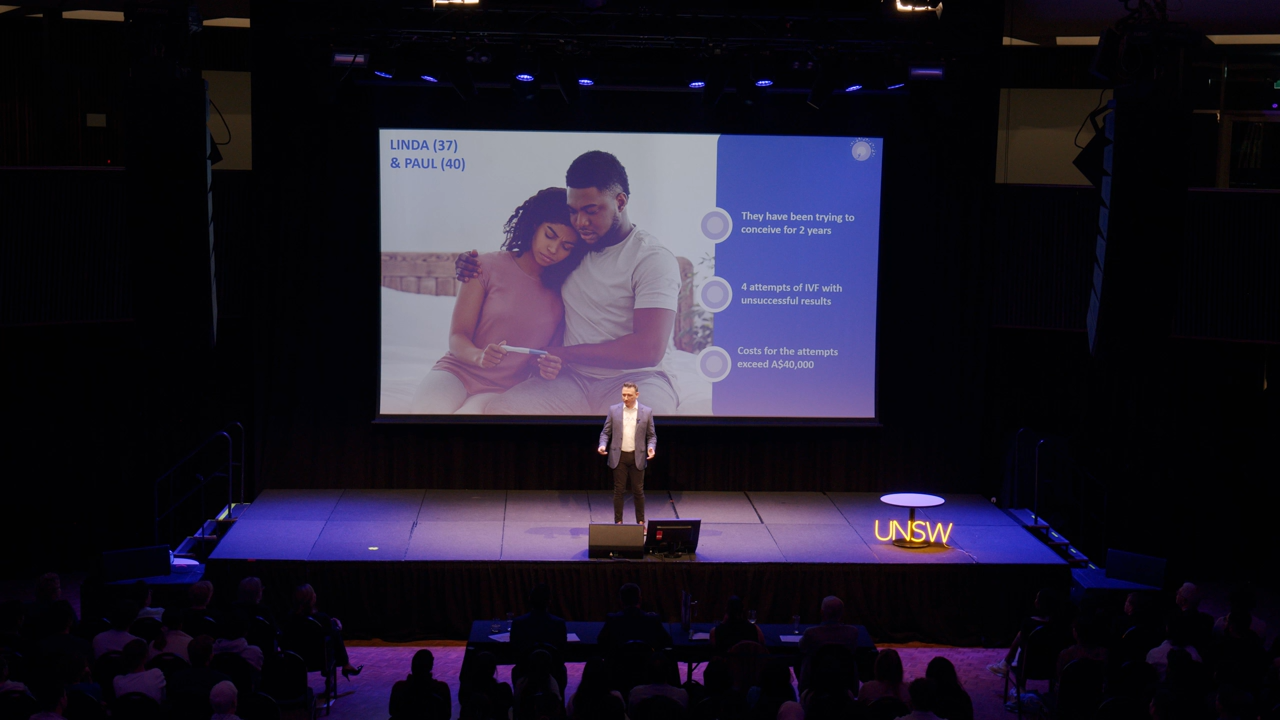 LINDA (37)
& PAUL (40)
They have been trying to
conceive for 2 years
4 attempts of IVF with
unsuccessful results
Costs for the attempts
exceed A$40,000
UNSW